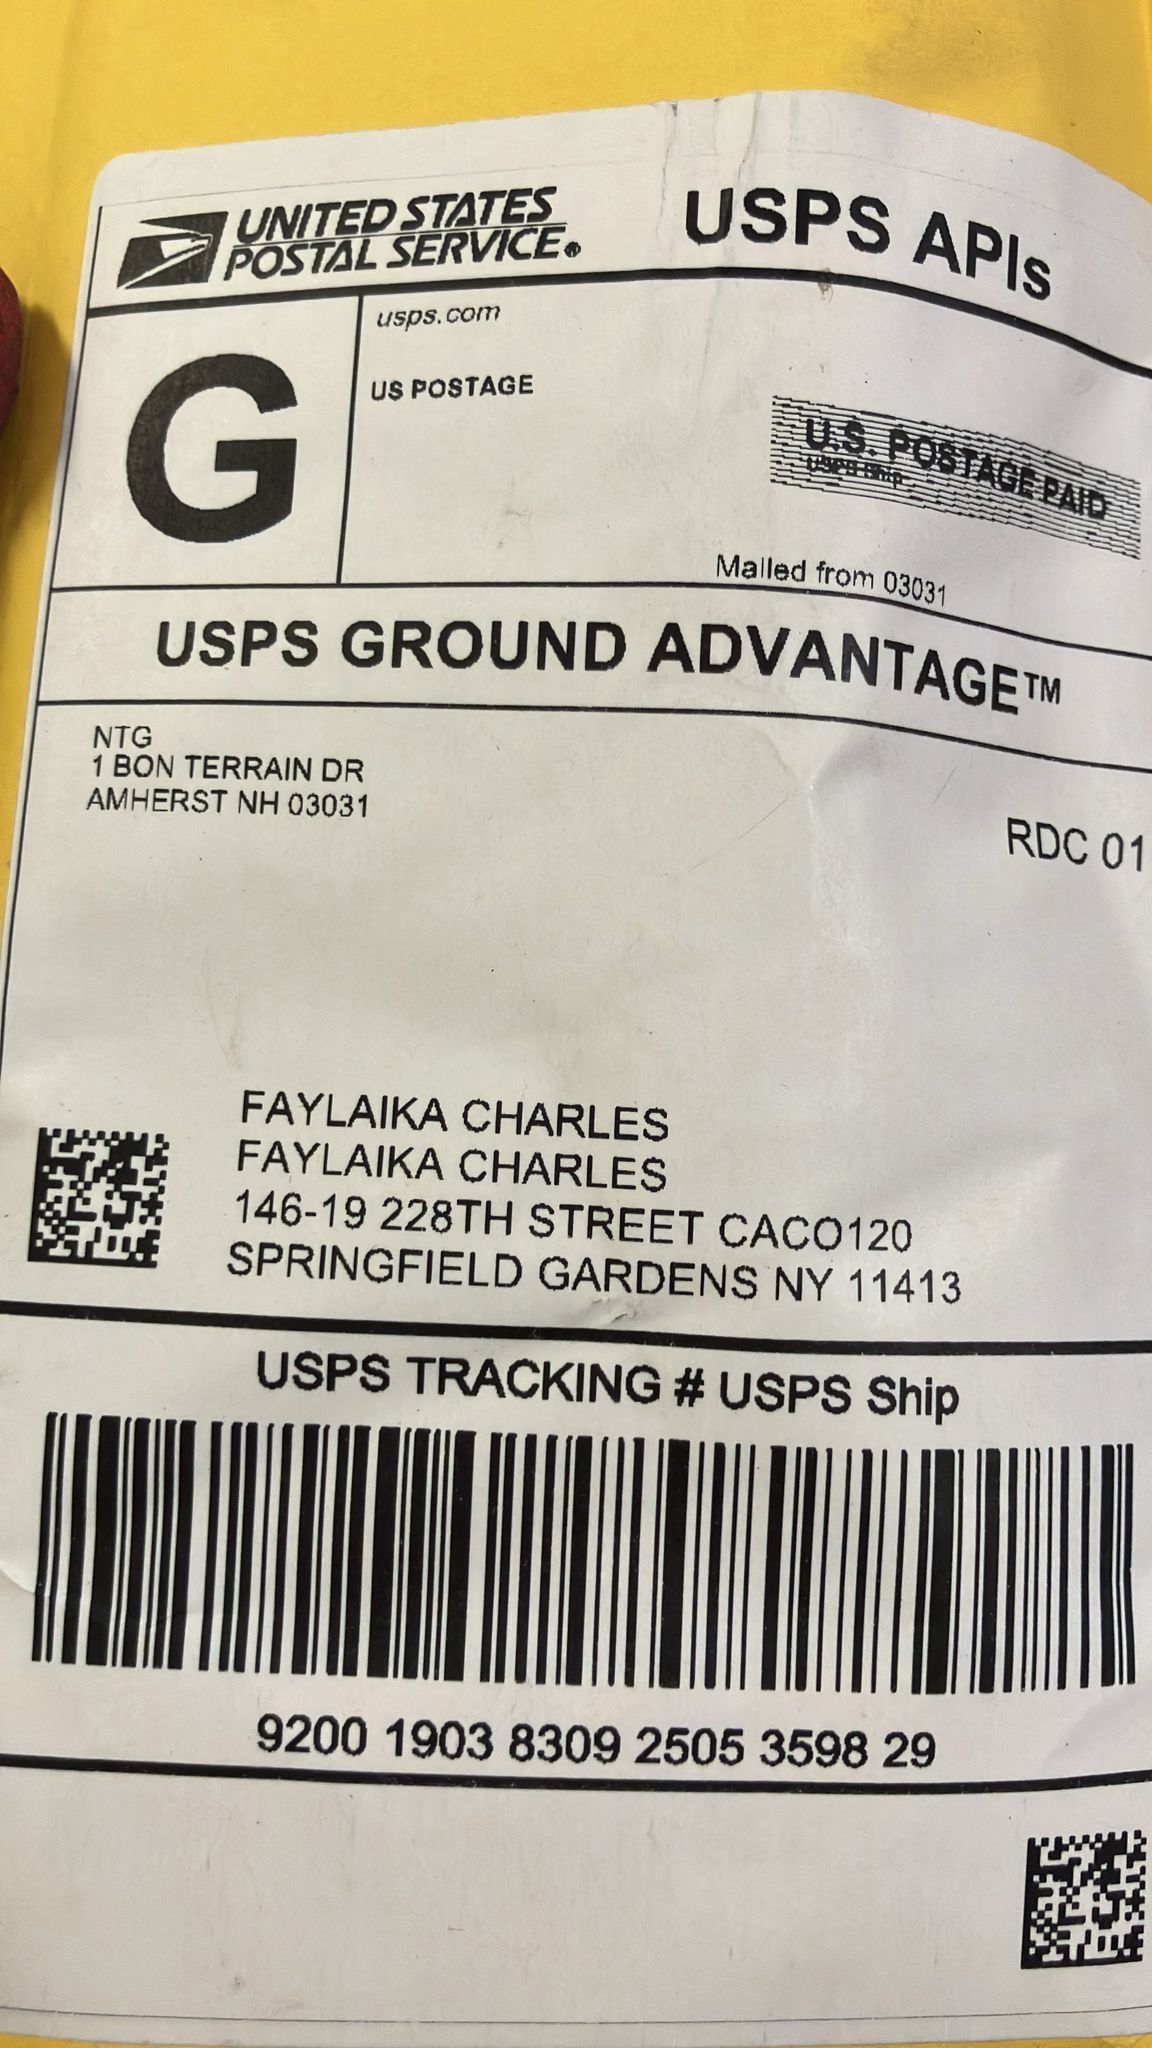 UNITED STATES
POSTAL SERVICE®
USPS APIs
G
usps.com
US POSTAGE
U.S. POSTAGE PAID
USPS Ship
Mailed from 03031
USPS GROUND ADVANTAGE™
NTG
1 BON TERRAIN DR
AMHERST NH 03031
RDC 01
FAYLAIKA CHARLES
FAYLAIKA CHARLES
146-19 228TH STREET CACO120
SPRINGFIELD GARDENS NY 11413
USPS TRACKING # USPS Ship
9200 1903 8309 2505 3598 29